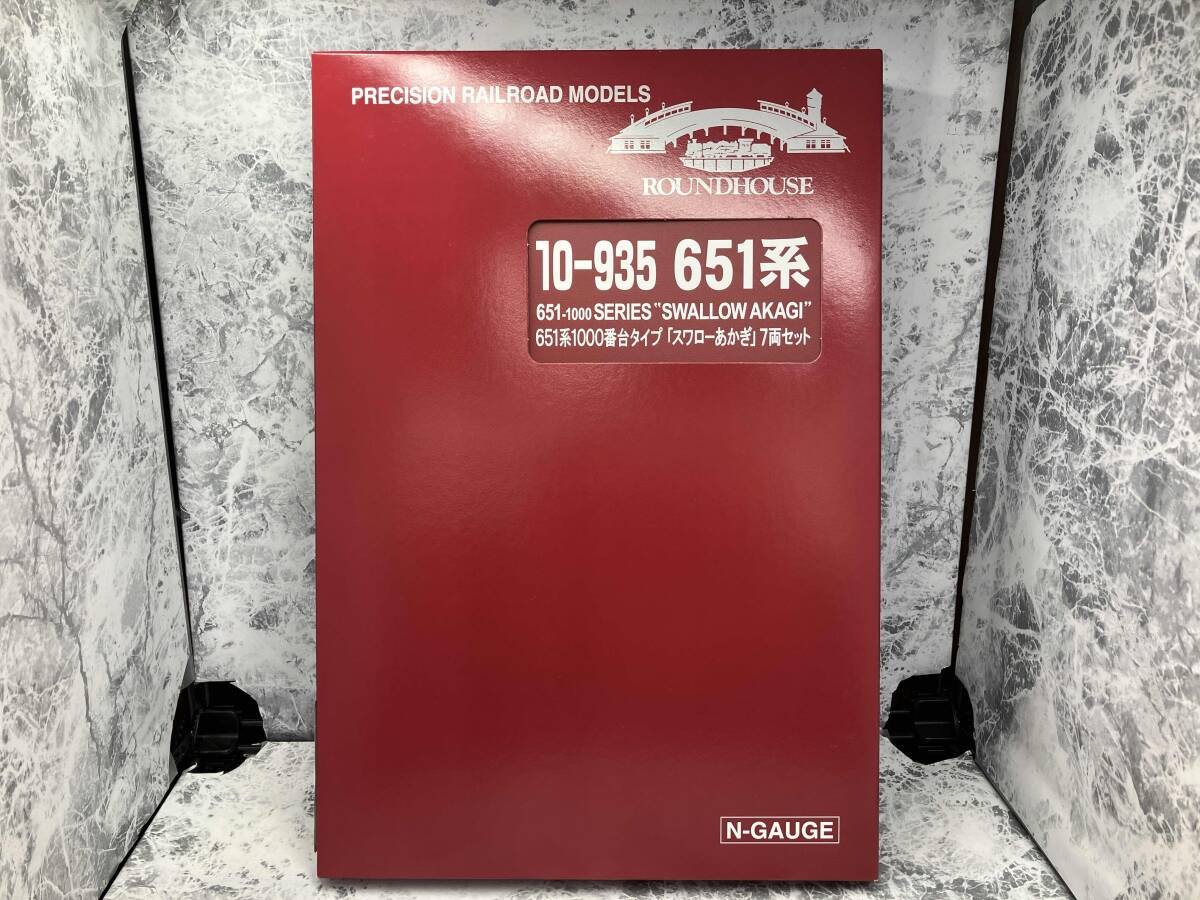 PRECISION RAILROAD MODELS
ROUNDHOUSE
10-935 651系
651-1000 SERIES "SWALLOW AKAGI"
651系1000番台タイプ「スワローあかぎ」7両セット
N-GAUGE